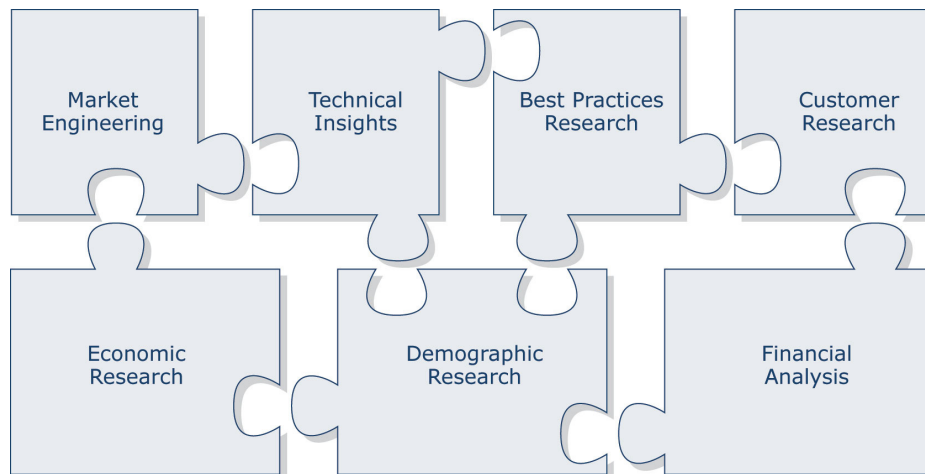 Market
Engineering
Technical
Insights
Best Practices
Research
Customer
Research
Economic
Research
Demographic
Research
Financial
Analysis